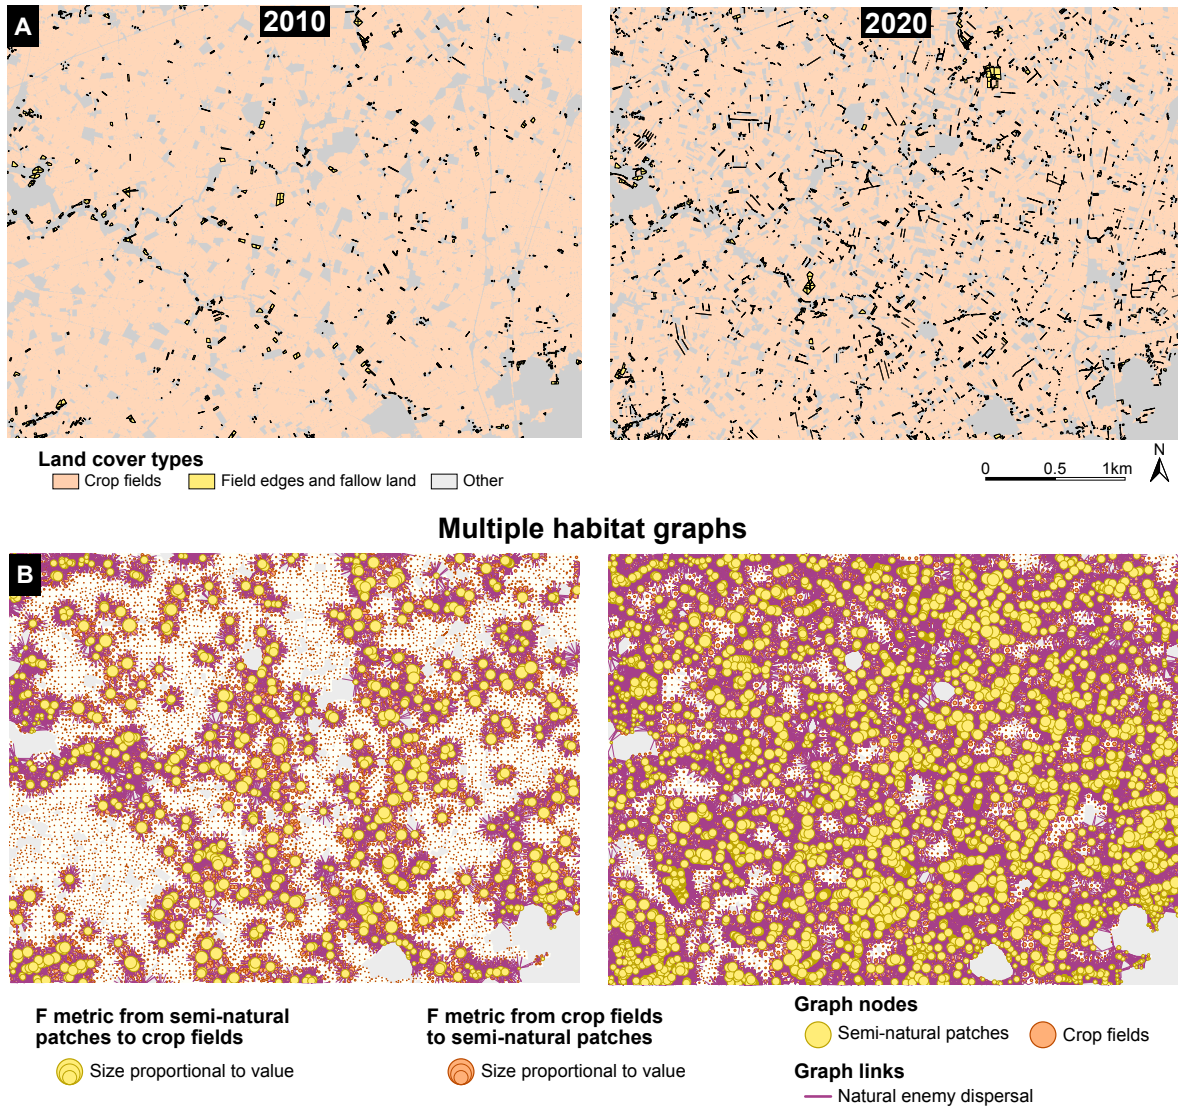 A
2010
2020
Land cover types
Crop fields
Field edges and fallow land
Other
0 0.5 1km
N
Multiple habitat graphs
B
F metric from semi-natural
patches to crop fields
Size proportional to value
F metric from crop fields
to semi-natural patches
Size proportional to value
Graph nodes
Semi-natural patches
Crop fields
Graph links
Natural enemy dispersal